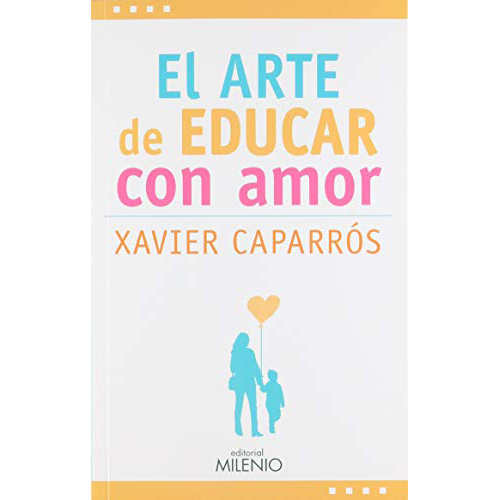 El ARTE
de EDUCAR
con amor
XAVIER CAPARRÓS
editorial
MILENIO